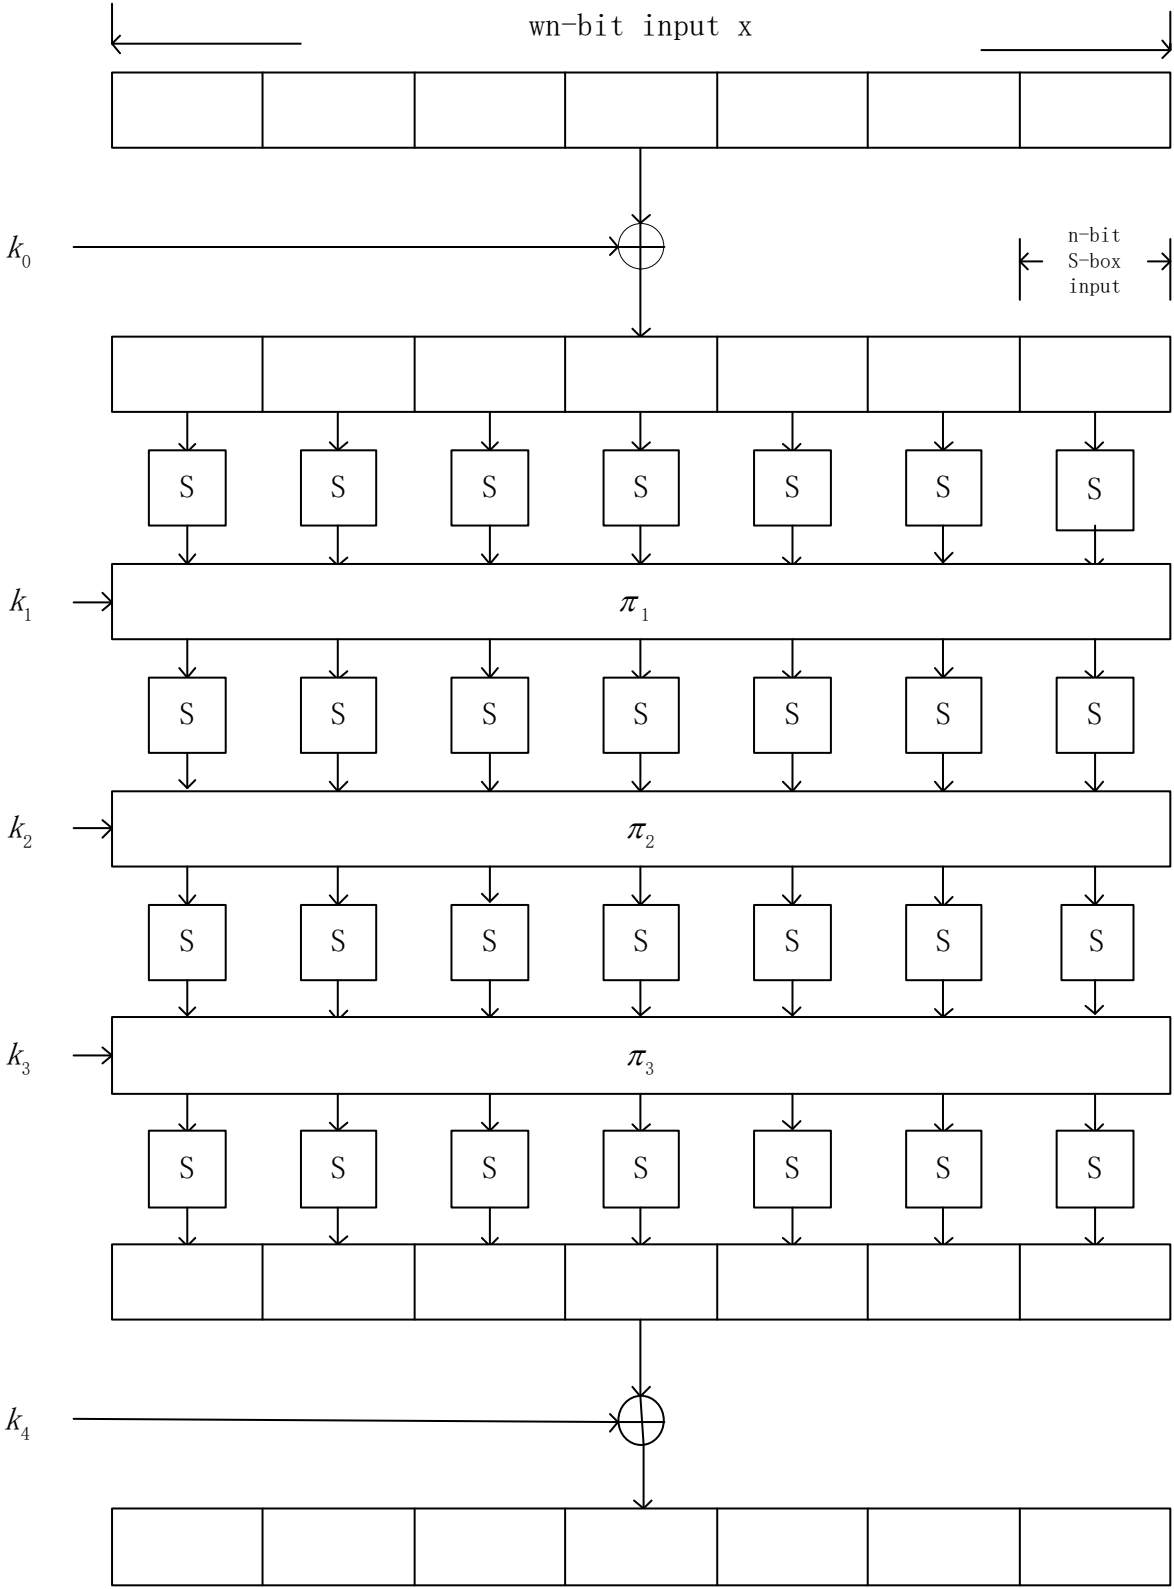 wn-bit input x
k₀
n-bit
S-box
input
S S S S S S S
k₁ π₁
S S S S S S S
k₂ π₂
S S S S S S S
k₃ π₃
S S S S S S S
k₄